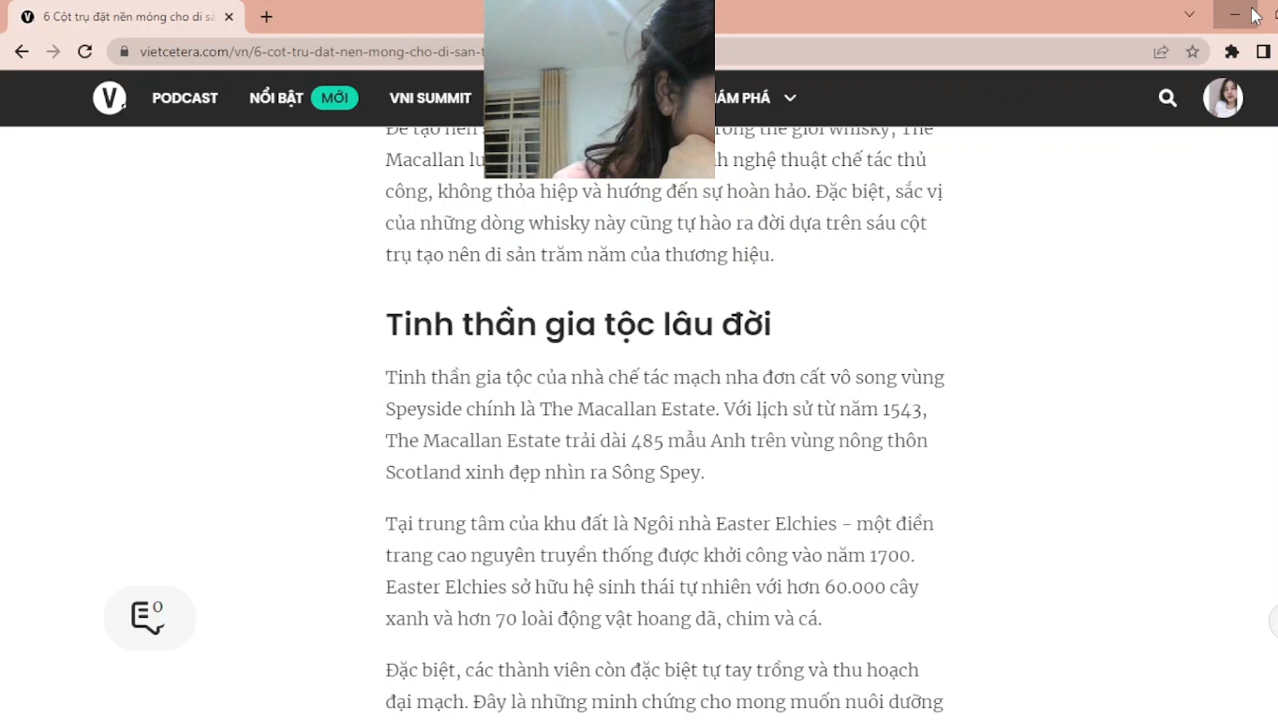 6 Cột trụ đặt nền móng cho di sả
vietcetera.com/vn/6-cot-tru-dat-nen-mong-cho-di-san-t
V.
PODCAST
NỔI BẬT
MỚI
VNI SUMMIT
ÁM PHÁ
Macallan
nghệ thuật chế tác thủ
công, không thỏa hiệp và hướng đến sự hoàn hảo. Đặc biệt, sắc vị
của những dòng whisky này cũng tự hào ra đời dựa trên sáu cột
trụ tạo nên di sản trăm năm của thương hiệu.
Tinh thần gia tộc lâu đời
Tinh thần gia tộc của nhà chế tác mạch nha đơn cất vô song vùng
Speyside chính là The Macallan Estate. Với lịch sử từ năm 1543,
The Macallan Estate trải dài 485 mẫu Anh trên vùng nông thôn
Scotland xinh đẹp nhìn ra Sông Spey.
Tại trung tâm của khu đất là Ngôi nhà Easter Elchies - một điền
trang cao nguyên truyền thống được khởi công vào năm 1700.
Easter Elchies sở hữu hệ sinh thái tự nhiên với hơn 60.000 cây
xanh và hơn 70 loài động vật hoang dã, chim và cá.
Đặc biệt, các thành viên còn đặc biệt tự tay trồng và thu hoạch
đại mạch. Đây là những minh chứng cho mong muốn nuôi dưỡng
0